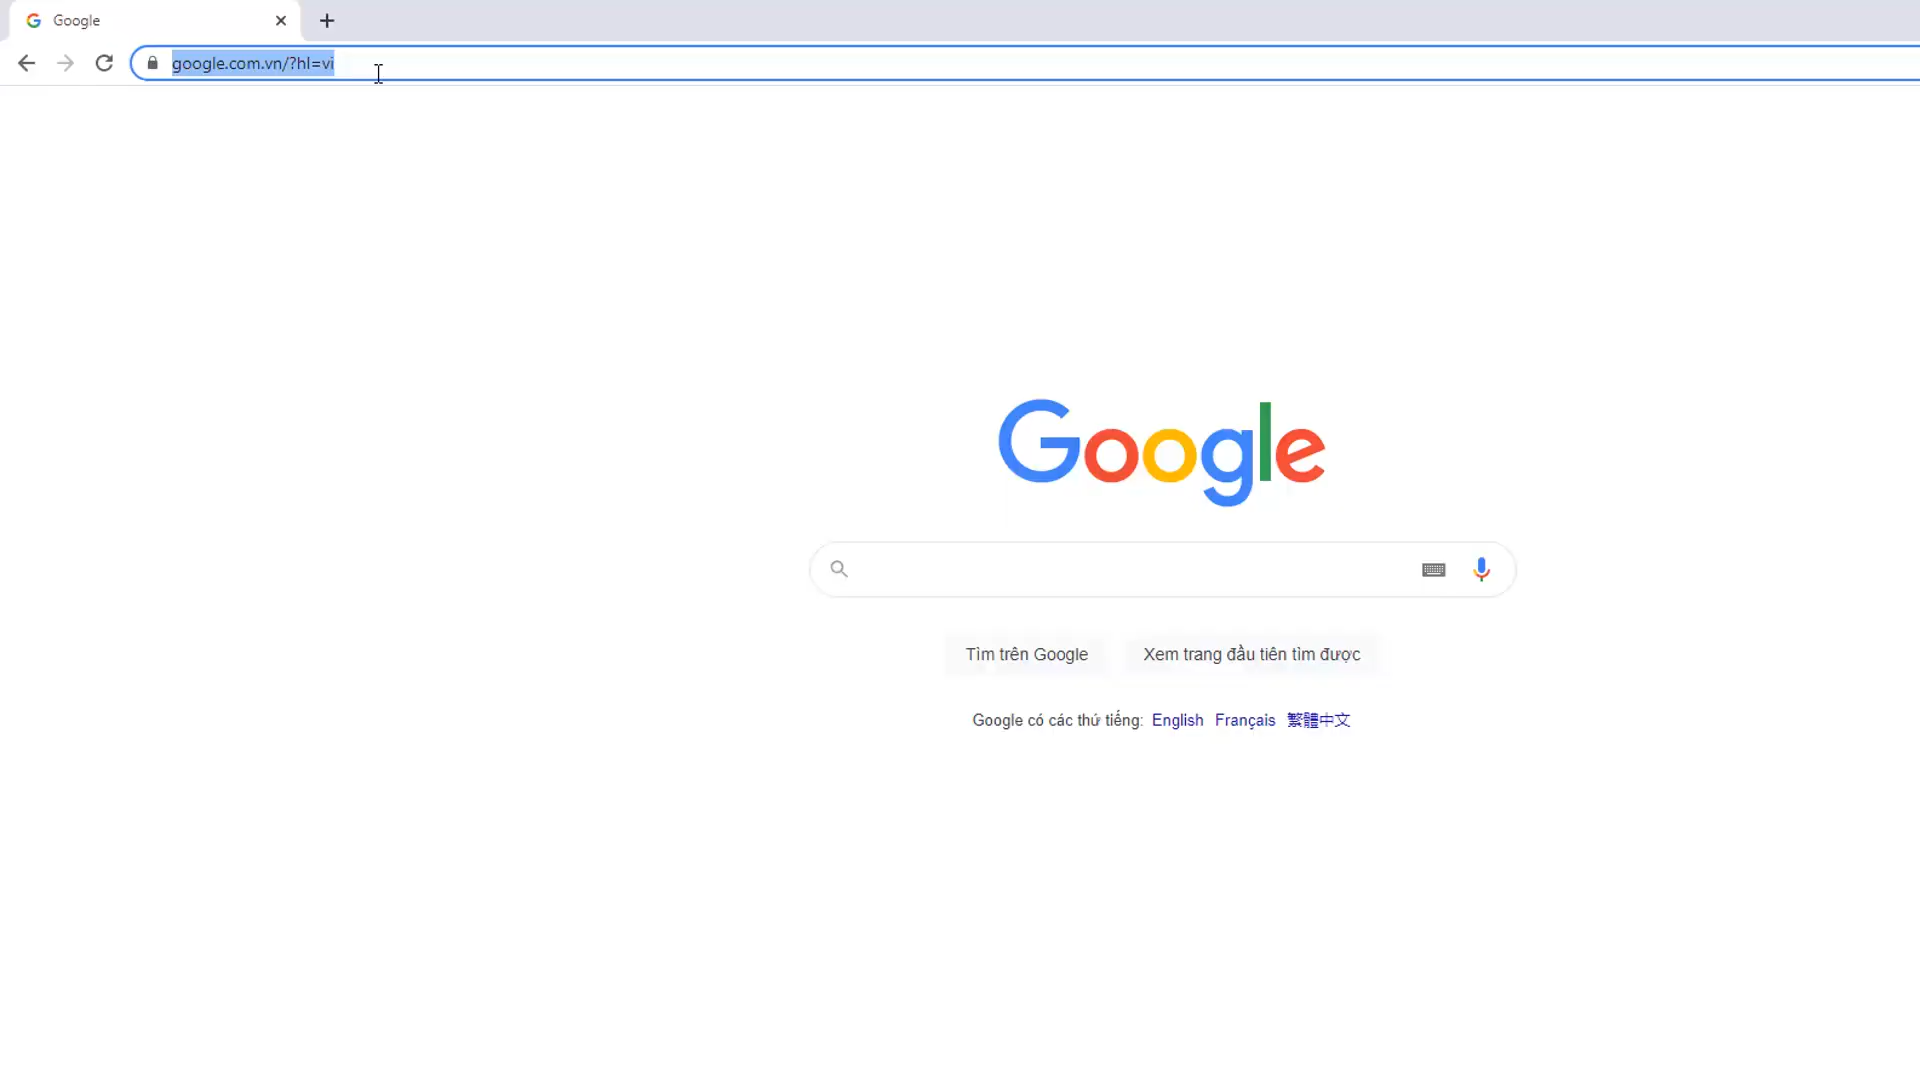 Google
google.com.vn/?hl=vi
Google
Tìm trên Google
Xem trang đầu tiên tìm được
Google có các thứ tiếng: English Français 繁體中文